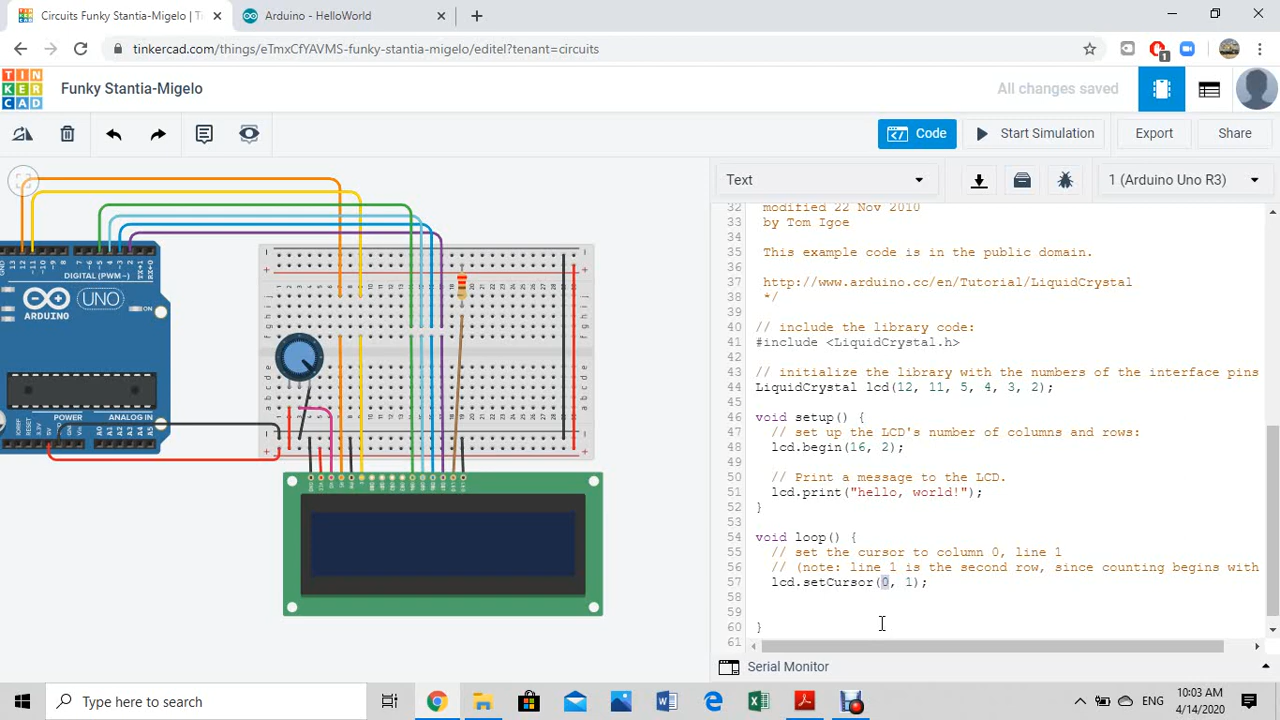 Circuits Funky Stantia-Migelo | Ti
Arduino - HelloWorld
tinkercad.com/things/eTmxCfYAVMS-funky-stantia-migelo/editel?tenant=circuits
1
TIN
KER
CAD
Funky Stantia-Migelo
All changes saved
Code
Start Simulation
Export
Share
Text
1 (Arduino Uno R3)
32 modified 22 Nov 2010
33 by Tom Igoe
34
35 This example code is in the public domain.
36
37 http://www.arduino.cc/en/Tutorial/LiquidCrystal
38 */
39
40 // include the library code:
41 #include <LiquidCrystal.h>
42
43 // initialize the library with the numbers of the interface pins
44 LiquidCrystal lcd(12, 11, 5, 4, 3, 2);
45
46 void setup() {
47 // set up the LCD's number of columns and rows:
48 lcd.begin(16, 2);
49
50 // Print a message to the LCD.
51 lcd.print("hello, world!");
52 }
53
54 void loop() {
55 // set the cursor to column 0, line 1
56 // (note: line 1 is the second row, since counting begins with
57 lcd.setCursor(0, 1);
58
59
60 }
61
DIGITAL (PWM~)
UNO
ARDUINO
ON
POWER
ANALOG IN
Serial Monitor
Type here to search
ENG
10:03 AM
4/14/2020